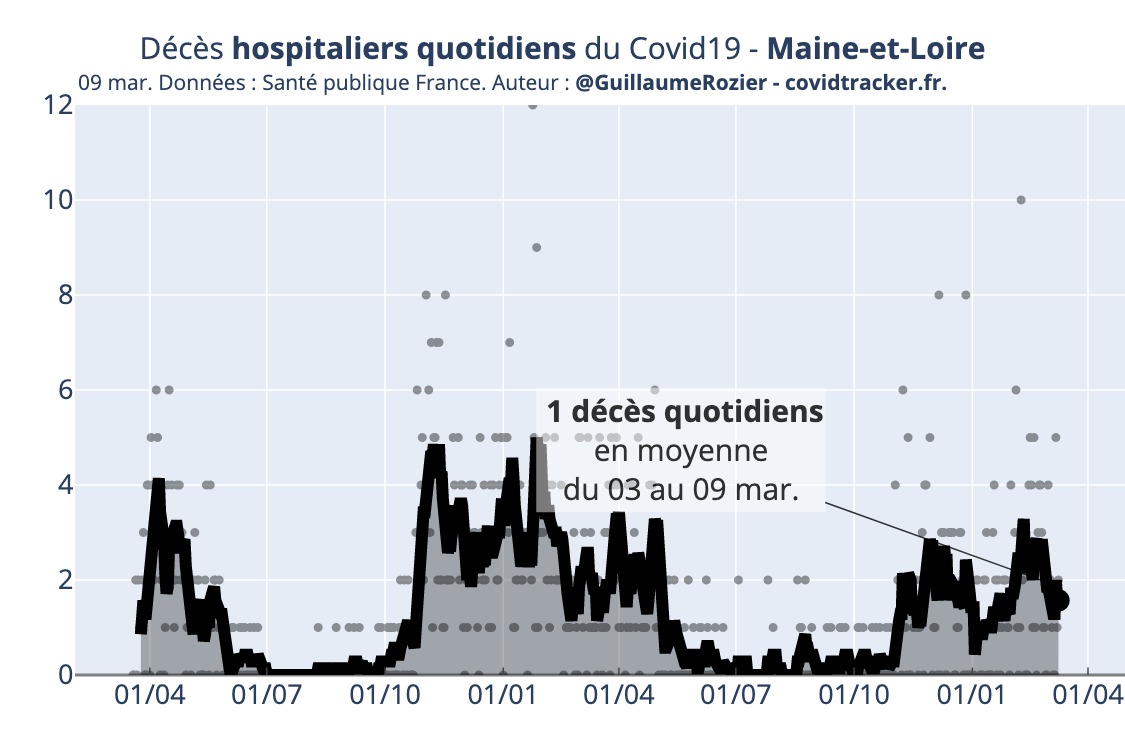 Décès hospitaliers quotidiens du Covid19 - Maine-et-Loire
09 mar. Données : Santé publique France. Auteur : @GuillaumeRozier - covidtracker.fr.
12
10
8
6
1 décès quotidiens
en moyenne
4
du 03 au 09 mar.
2
0
01/04 01/07 01/10 01/01 01/04 01/07 01/10 01/01 01/04